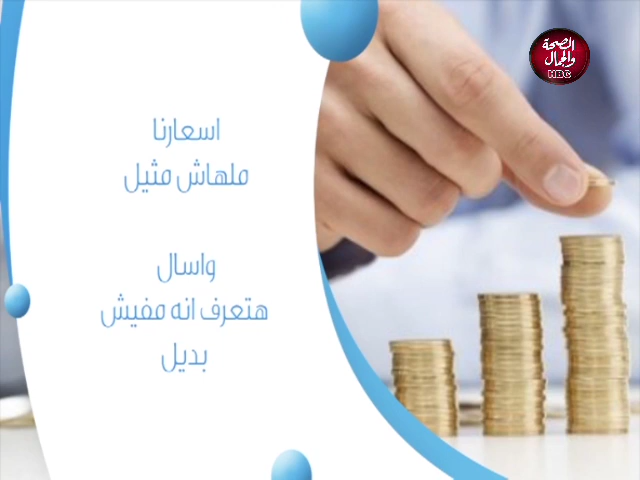 الصحة
والجمال
HBC
اسعارنا
ملهاش مثيل
واسال
هتعرف انه مفيش
بديل